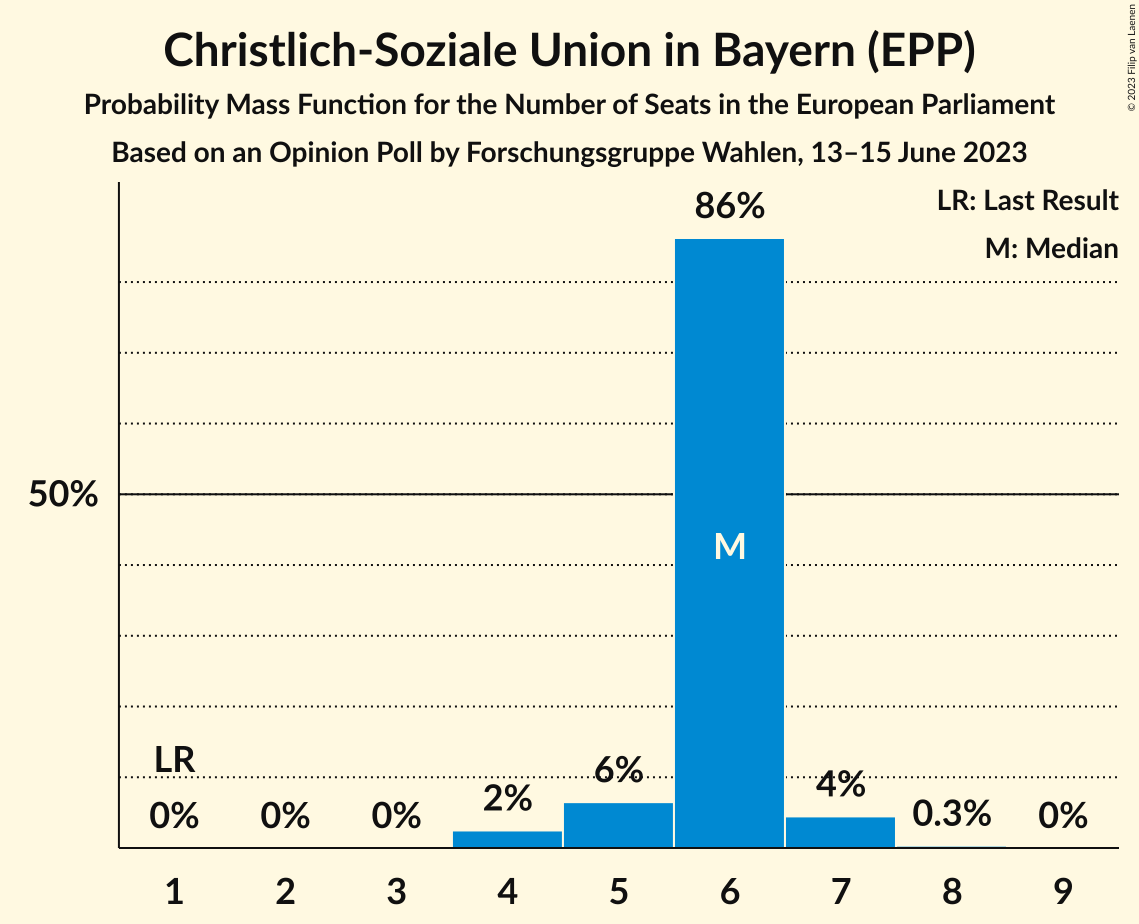 Christlich-Soziale Union in Bayern (EPP)
Probability Mass Function for the Number of Seats in the European Parliament
Based on an Opinion Poll by Forschungsgruppe Wahlen, 13–15 June 2023
© 2023 Filip van Laenen
LR: Last Result
M: Median
86%
50%
M
LR
0%
0%
0%
2%
6%
4%
0.3%
0%
1 2 3 4 5 6 7 8 9